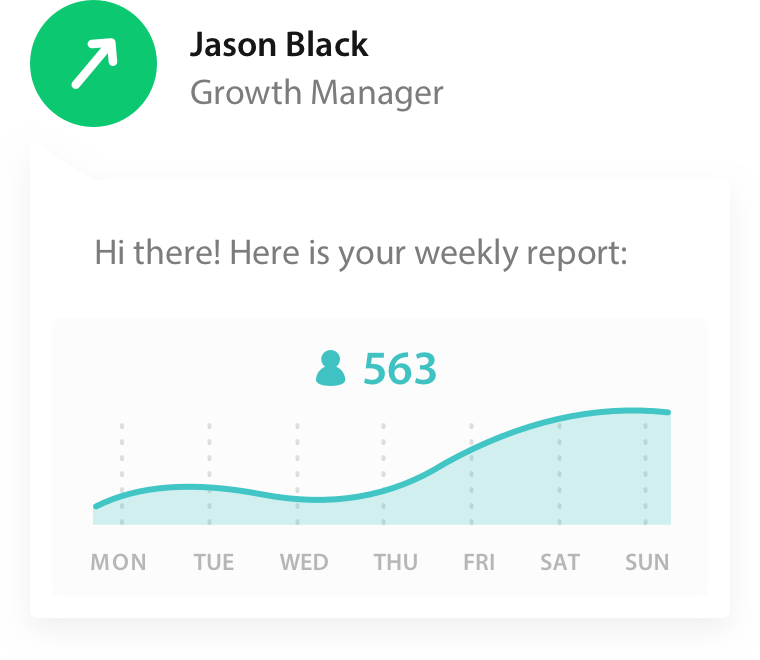 Jason Black
Growth Manager
Hi there! Here is your weekly report:
563
MON TUE WED THU FRI SAT SUN